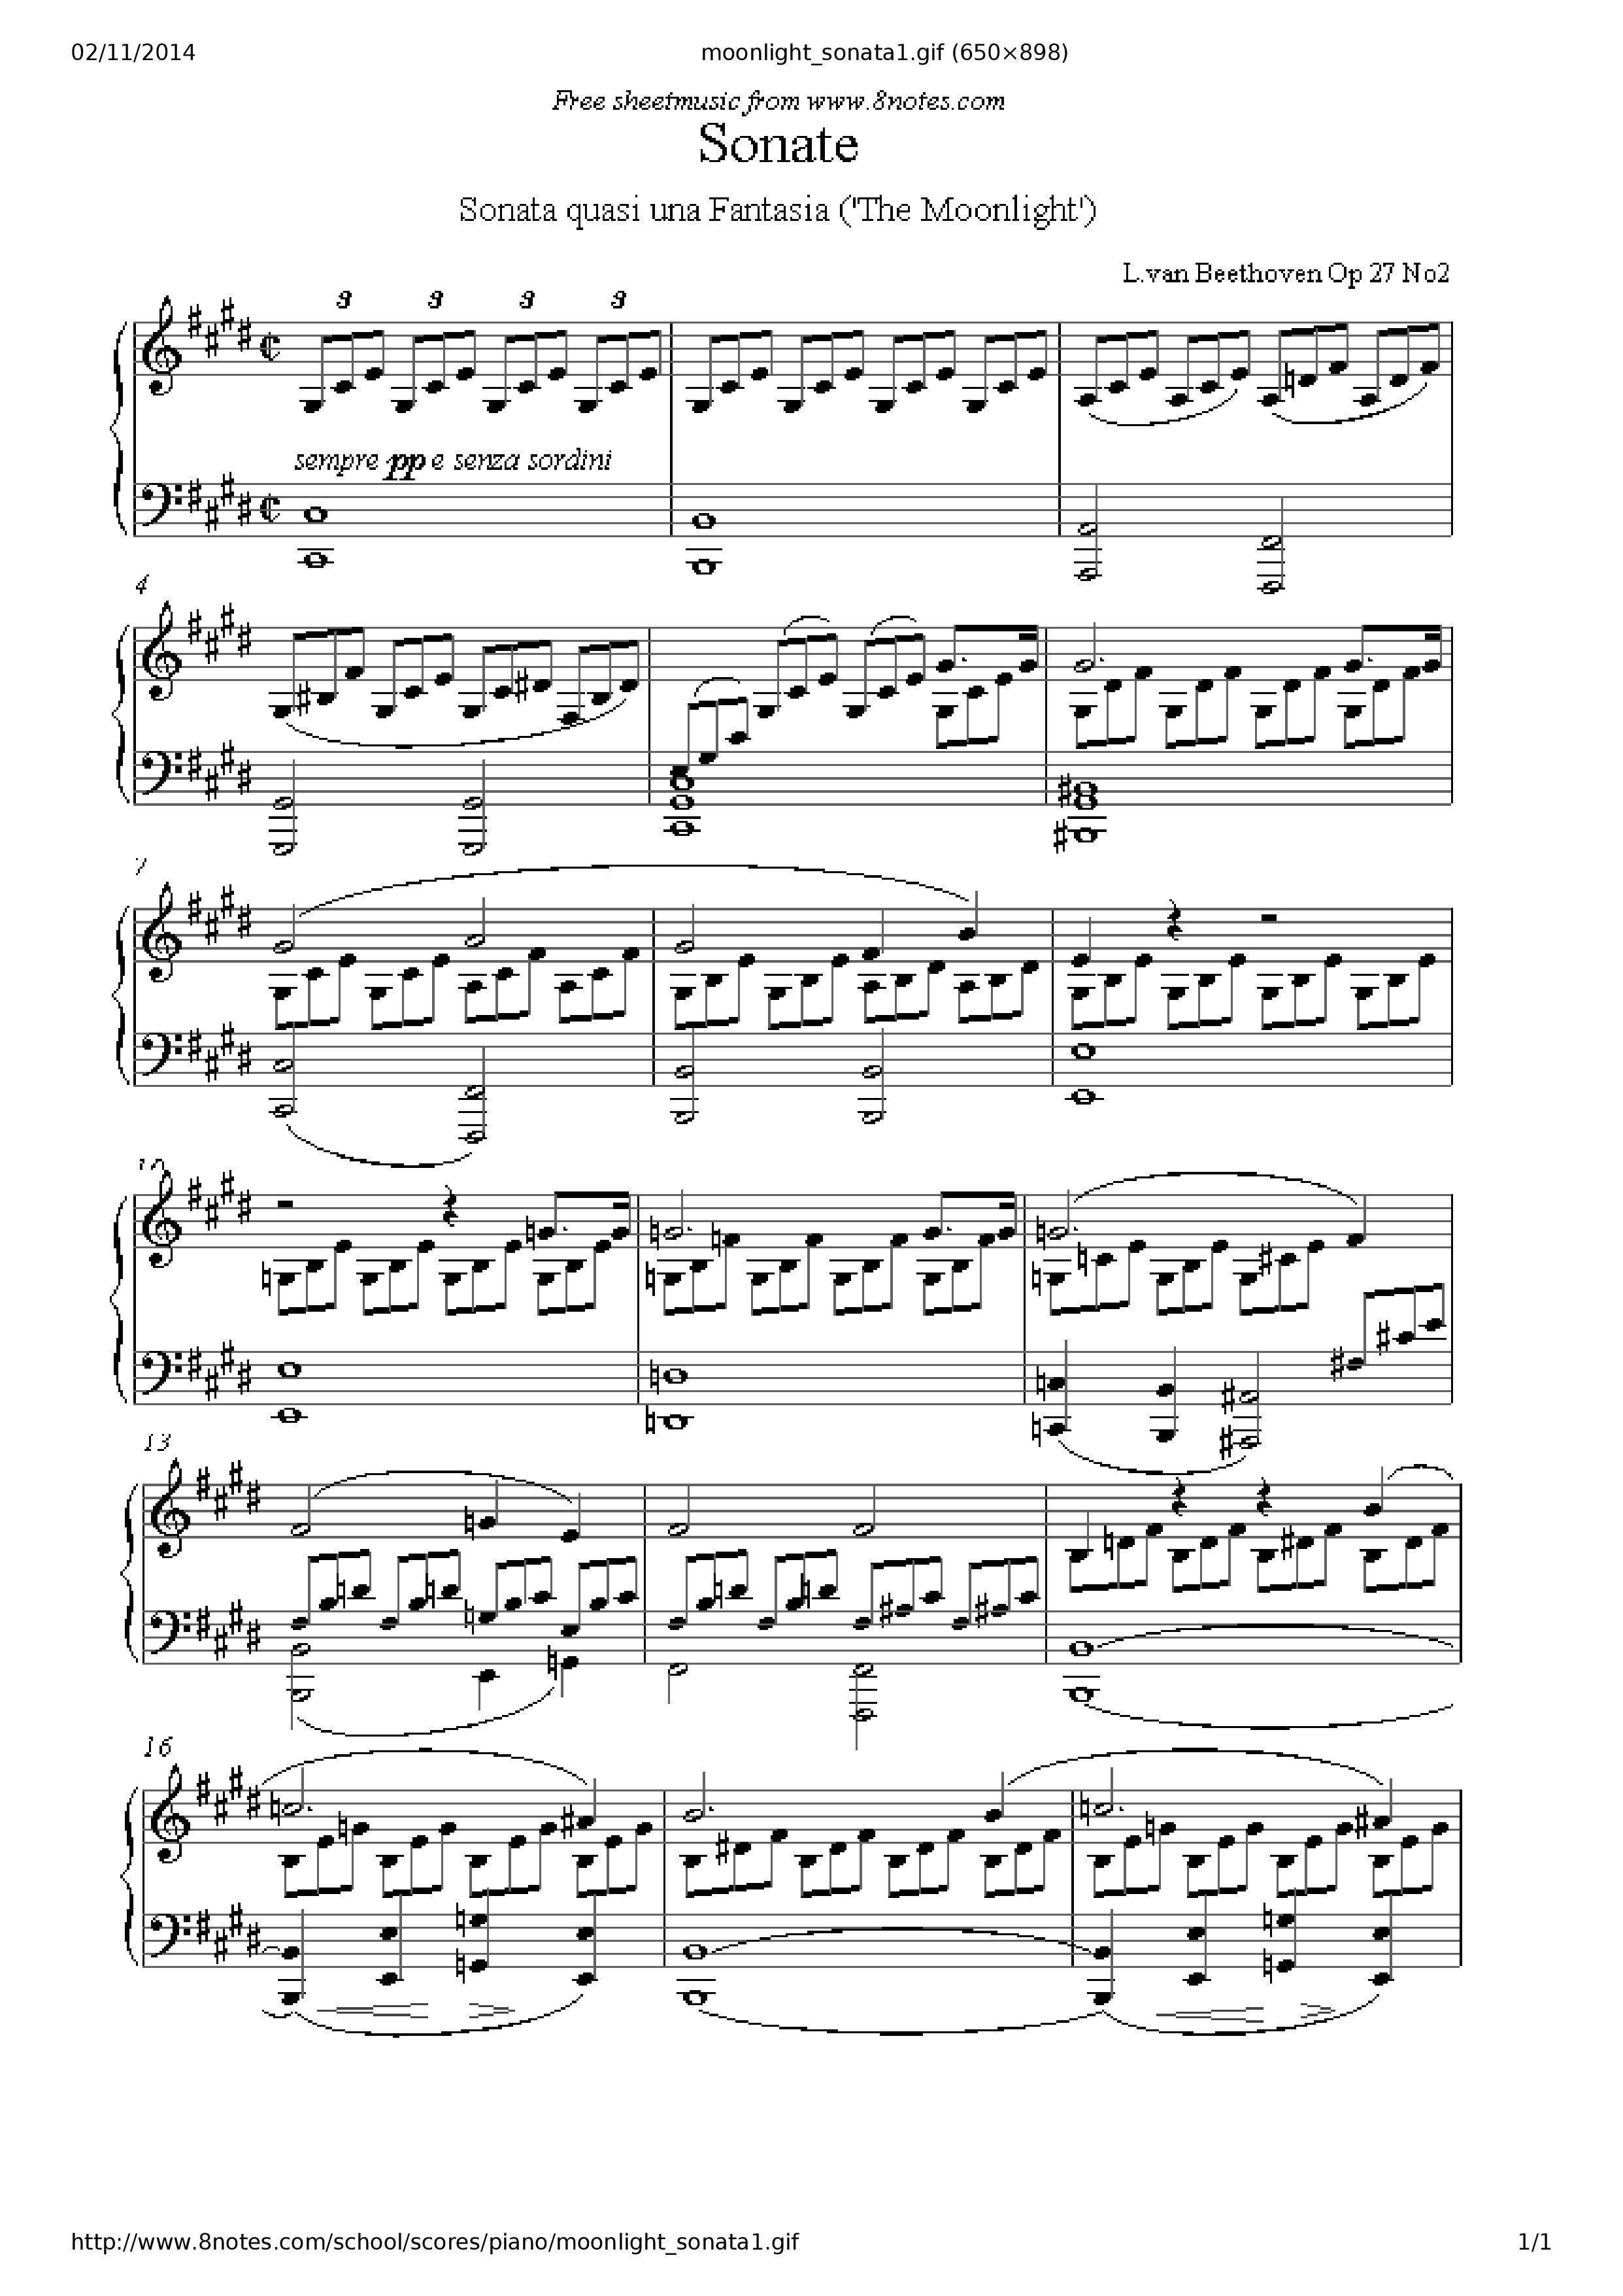 02/11/2014 moonlight_sonata1.gif (650×898)
Free sheetmusic from www.8notes.com
Sonate
Sonata quasi una Fantasia ('The Moonlight')
L.van Beethoven Op 27 No2
3 3 3 3
sempre pp e senza sordini
4
7
13
16
http://www.8notes.com/school/scores/piano/moonlight_sonata1.gif 1/1